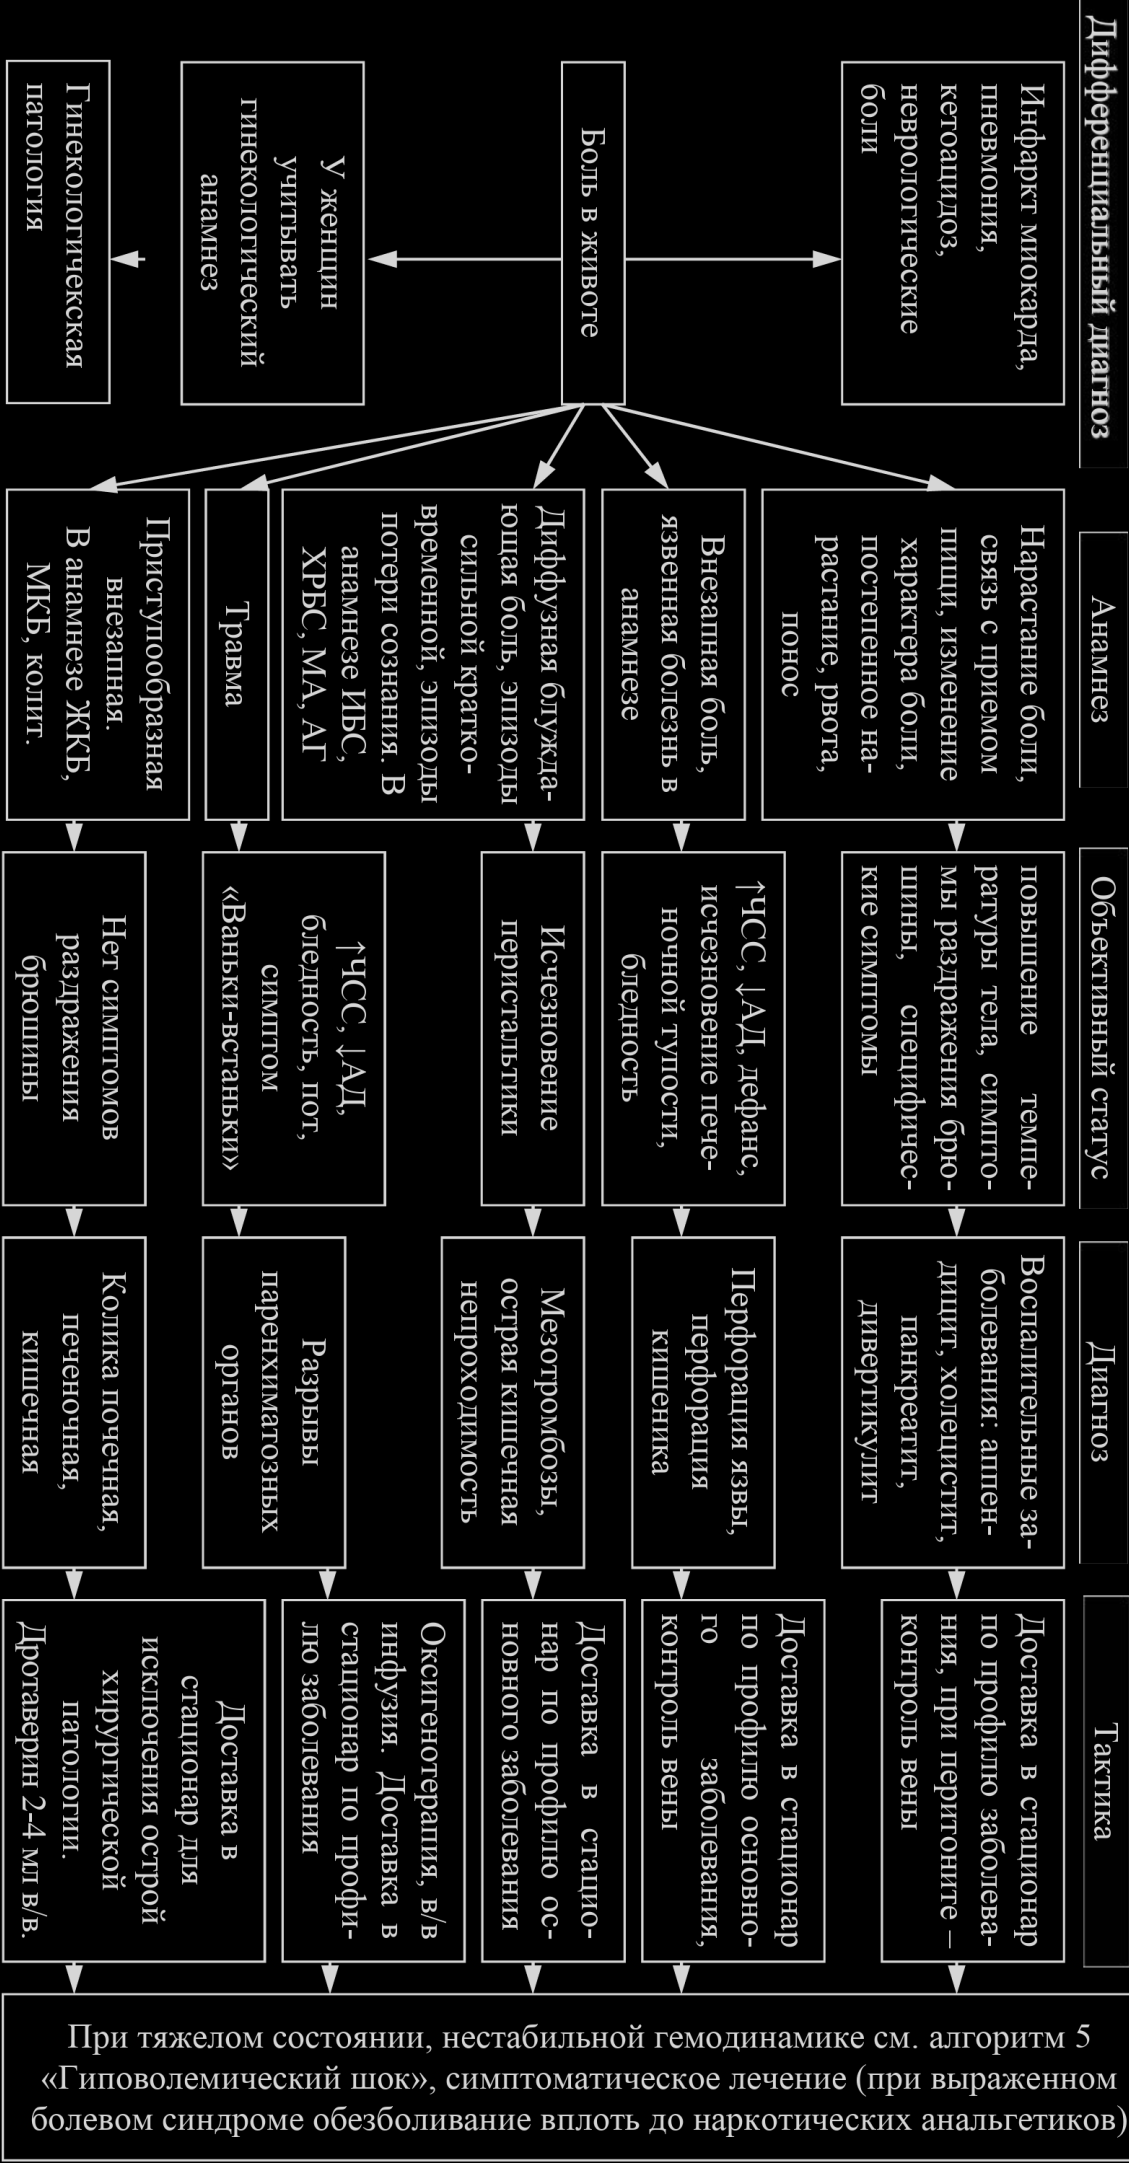 Дифференциальный диагноз
Инфаркт миокарда,
пневмония,
кетоацидоз,
неврологические
боли
Боль в животе
У женщин
учитывать
гинекологический
анамнез
Гинекологичекская
патология
Анамнез
Нарастание боли,
связь с приемом
пищи, изменение
характера боли,
постепенное на-
растание, рвота,
понос
Внезапная боль,
язвенная болезнь в
анамнезе
Диффузная блужда-
ющая боль, эпизоды
сильной кратко-
временной, эпизоды
потери сознания. В
анамнезе ИБС,
ХРБС, МА, АГ
Травма
Приступообразная
внезапная.
В анамнезе ЖКБ,
МКБ, колит.
Объективный статус
повышение темпе-
ратуры тела, симпто-
мы раздражения брю-
шины, специфичес-
кие симптомы
↑ЧСС, ↓АД, дефанс,
исчезновение пече-
ночной тупости,
бледность
Исчезновение
перистальтики
↑ЧСС, ↓АД,
бледность, пот,
симптом
«Ваньки-встаньки»
Нет симптомов
раздражения
брюшины
Диагноз
Воспалительные за-
болевания: аппен-
дицит, холецистит,
панкреатит,
дивертикулит
Перфорация язвы,
перфорация
кишеника
Мезотромбозы,
острая кишечная
непроходимость
Разрывы
паренхиматозных
органов
Колика почечная,
печеночная,
кишечная
Тактика
Доставка в стационар
по профилю заболева-
ния, при перитоните –
контроль вены
Доставка в стационар
по профилю основно-
го заболевания,
контроль вены
Доставка в стацио-
нар по профилю ос-
новного заболевания
Оксигенотерапия, в/в
инфузия. Доставка в
стационар по профи-
лю заболевания
Доставка в
стационар для
исключения острой
хирургической
патологии.
Дротаверин 2-4 мл в/в.
При тяжелом состоянии, нестабильной гемодинамике см. алгоритм 5
«Гиповолемический шок», симптоматическое лечение (при выраженном
болевом синдроме обезболивание вплоть до наркотических анальгетиков)